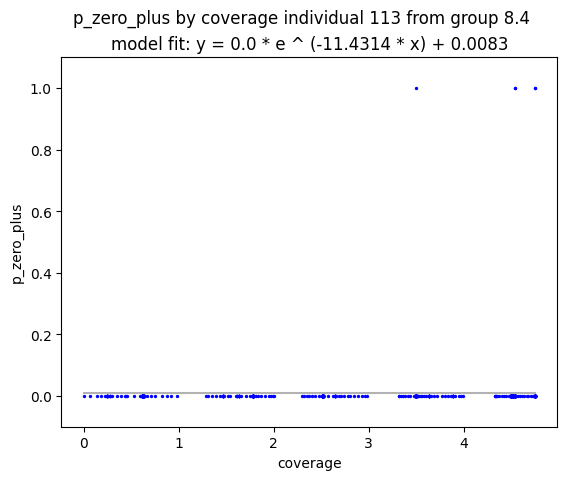 p_zero_plus by coverage individual 113 from group 8.4
model fit: y = 0.0 * e ^ (-11.4314 * x) + 0.0083
1.0
0.8
0.6
0.4
0.2
0.0
p_zero_plus
0 1 2 3 4
coverage